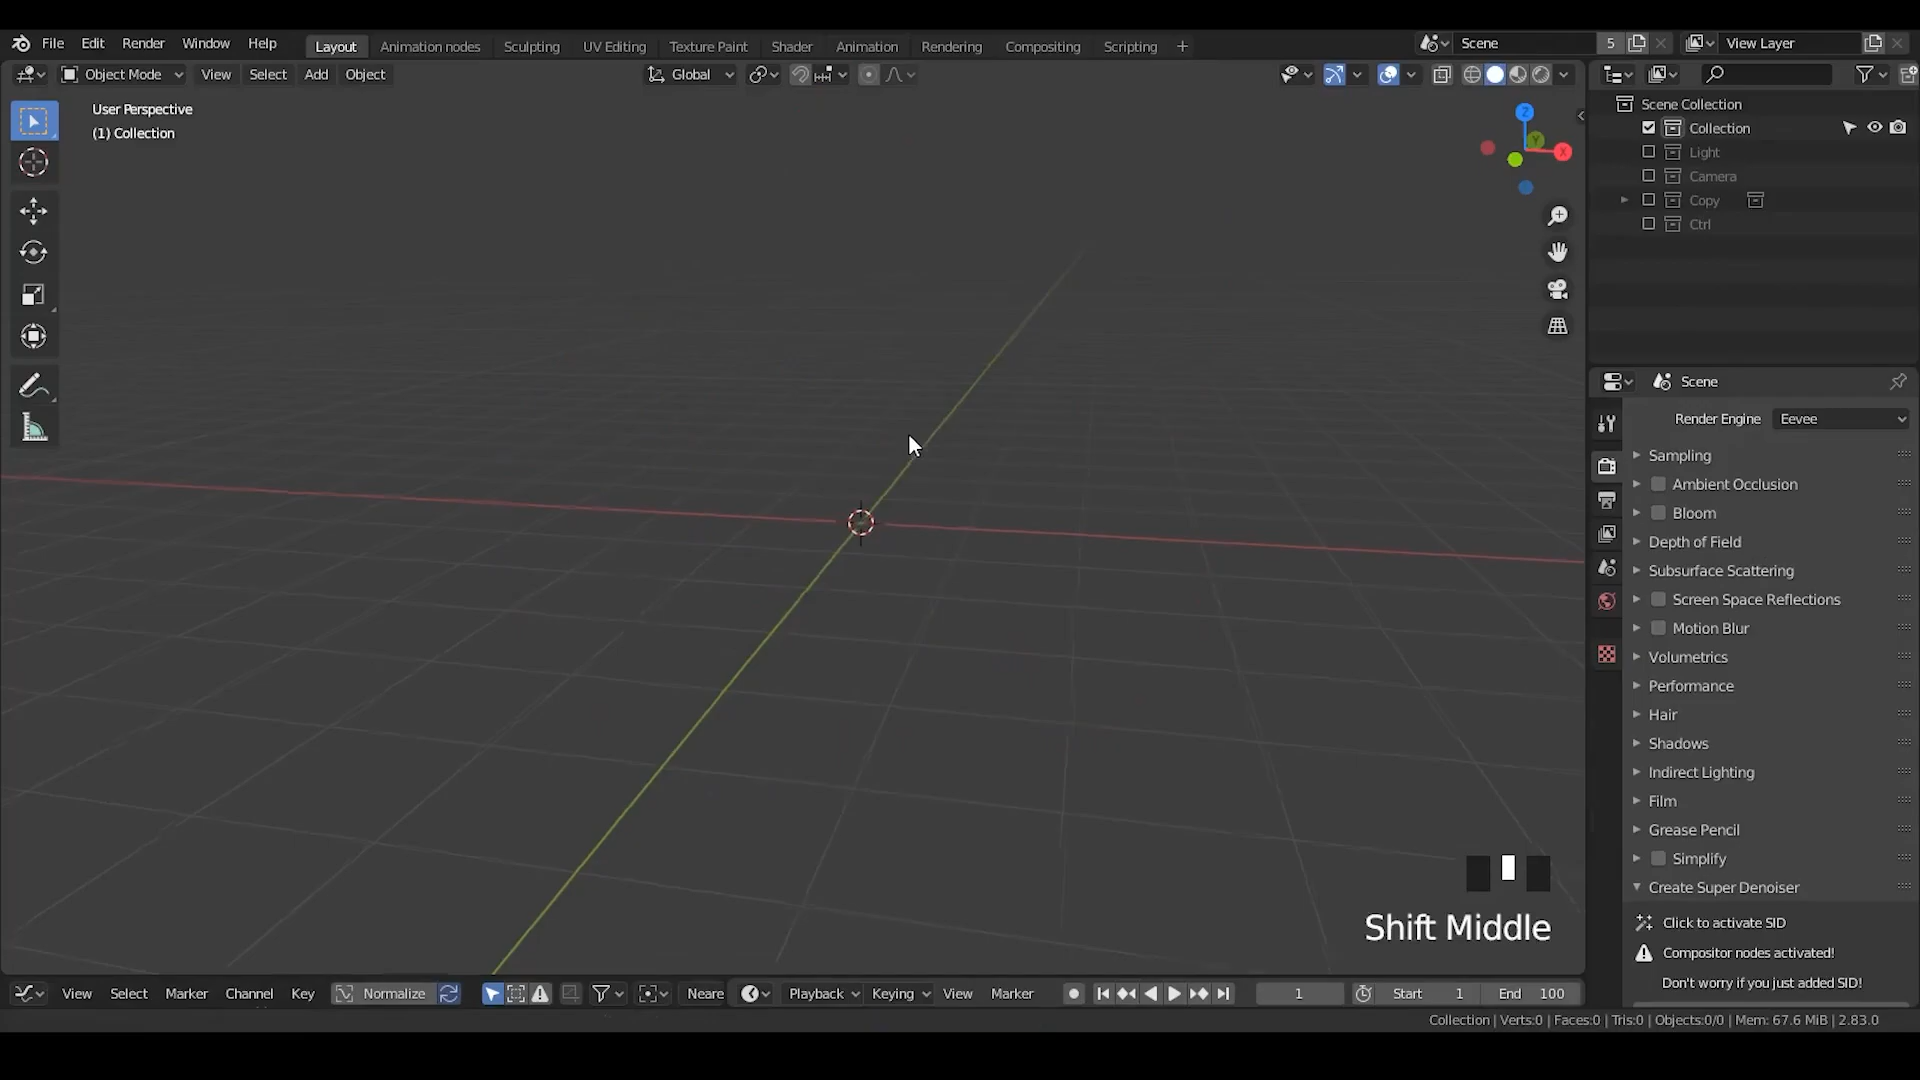 File Edit Render Window Help Layout Animation nodes Sculpting UV Editing Texture Paint Shader Animation Rendering Compositing Scripting + Scene 5 View Layer
Object Mode View Select Add Object Global
User Perspective
(1) Collection
Z
Y
X
Scene Collection
Collection
Light
Camera
Copy
Ctrl
Scene
Render Engine Eevee
Sampling
Ambient Occlusion
Bloom
Depth of Field
Subsurface Scattering
Screen Space Reflections
Motion Blur
Volumetrics
Performance
Hair
Shadows
Indirect Lighting
Film
Grease Pencil
Simplify
Create Super Denoiser
Click to activate SID
Compositor nodes activated!
Don't worry if you just added SID!
Shift Middle
View Select Marker Channel Key Normalize Neare Playback Keying View Marker 1 Start 1 End 100
Collection | Verts:0 | Faces:0 | Tris:0 | Objects:0/0 | Mem: 67.6 MiB | 2.83.0